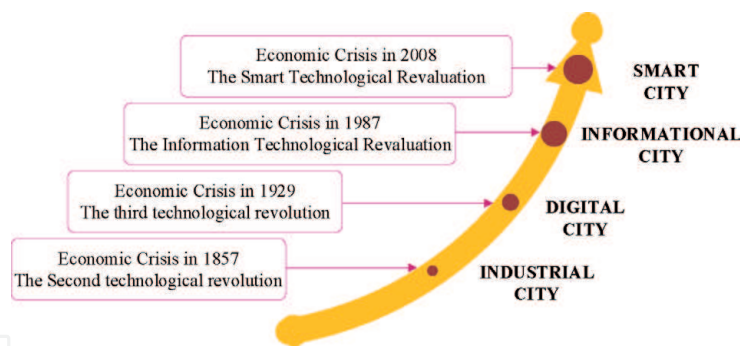 Economic Crisis in 2008
The Smart Technological Revaluation
SMART
CITY
Economic Crisis in 1987
The Information Technological Revaluation
INFORMATIONAL
CITY
Economic Crisis in 1929
The third technological revolution
DIGITAL
CITY
Economic Crisis in 1857
The Second technological revolution
INDUSTRIAL
CITY